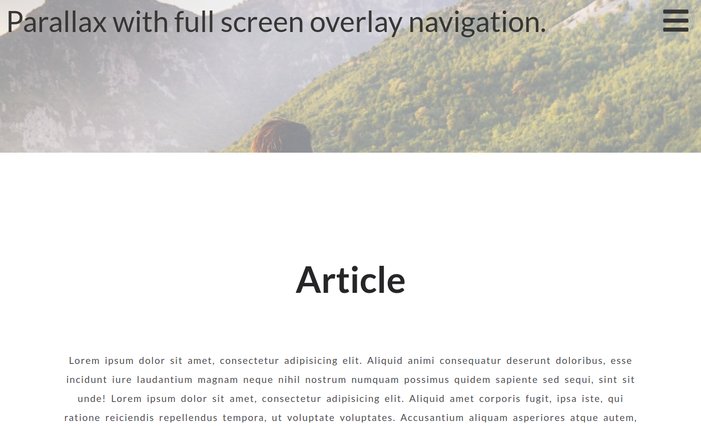 Parallax with full screen overlay navigation.
Article
Lorem ipsum dolor sit amet, consectetur adipisicing elit. Aliquid animi consequatur deserunt doloribus, esse
incidunt iure laudantium magnam neque nihil nostrum numquam possimus quidem sapiente sed sequi, sint sit
unde! Lorem ipsum dolor sit amet, consectetur adipisicing elit. Aliquid amet corporis fugit, ipsa iste, qui
ratione reiciendis repellendus tempora, ut voluptate voluptates. Accusantium aliquam asperiores atque autem,